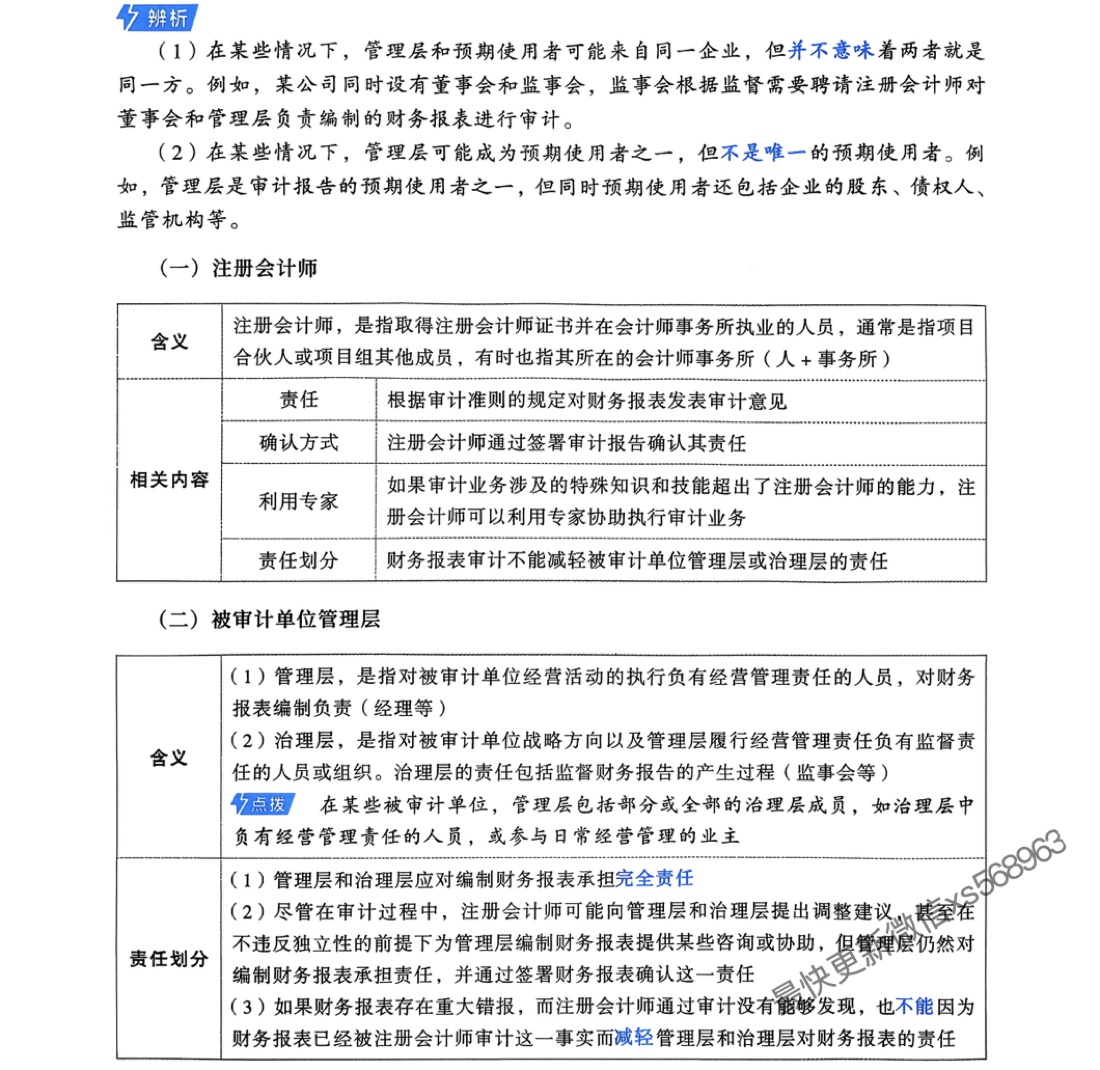 辨析
（1）在某些情况下，管理层和预期使用者可能来自同一企业，但并不意味着两者就是
同一方。例如，某公司同时设有董事会和监事会，监事会根据监督需要聘请注册会计师对
董事会和管理层负责编制的财务报表进行审计。
（2）在某些情况下，管理层可能成为预期使用者之一，但不是唯一的预期使用者。例
如，管理层是审计报告的预期使用者之一，但同时预期使用者还包括企业的股东、债权人、
监管机构等。
（一）注册会计师
含义
注册会计师，是指取得注册会计师证书并在会计师事务所执业的人员，通常是指项目
合伙人或项目组其他成员，有时也指其所在的会计师事务所（人+事务所）
相关内容
责任
根据审计准则的规定对财务报表发表审计意见
确认方式
注册会计师通过签署审计报告确认其责任
利用专家
如果审计业务涉及的特殊知识和技能超出了注册会计师的能力，注
册会计师可以利用专家协助执行审计业务
责任划分
财务报表审计不能减轻被审计单位管理层或治理层的责任
（二）被审计单位管理层
含义
（1）管理层，是指对被审计单位经营活动的执行负有经营管理责任的人员，对财务
报表编制负责（经理等）
（2）治理层，是指对被审计单位战略方向以及管理层履行经营管理责任负有监督责
任的人员或组织。治理层的责任包括监督财务报告的产生过程（监事会等）
点拨 在某些被审计单位，管理层包括部分或全部的治理层成员，如治理层中
负有经营管理责任的人员，或参与日常经营管理的业主
责任划分
（1）管理层和治理层应对编制财务报表承担完全责任
（2）尽管在审计过程中，注册会计师可能向管理层和治理层提出调整建议，甚至在
不违反独立性的前提下为管理层编制财务报表提供某些咨询或协助，但管理层仍然对
编制财务报表承担责任，并通过签署财务报表确认这一责任
（3）如果财务报表存在重大错报，而注册会计师通过审计没有能够发现，也不能因为
财务报表已经被注册会计师审计这一事实而减轻管理层和治理层对财务报表的责任
最快更新微信xs568963